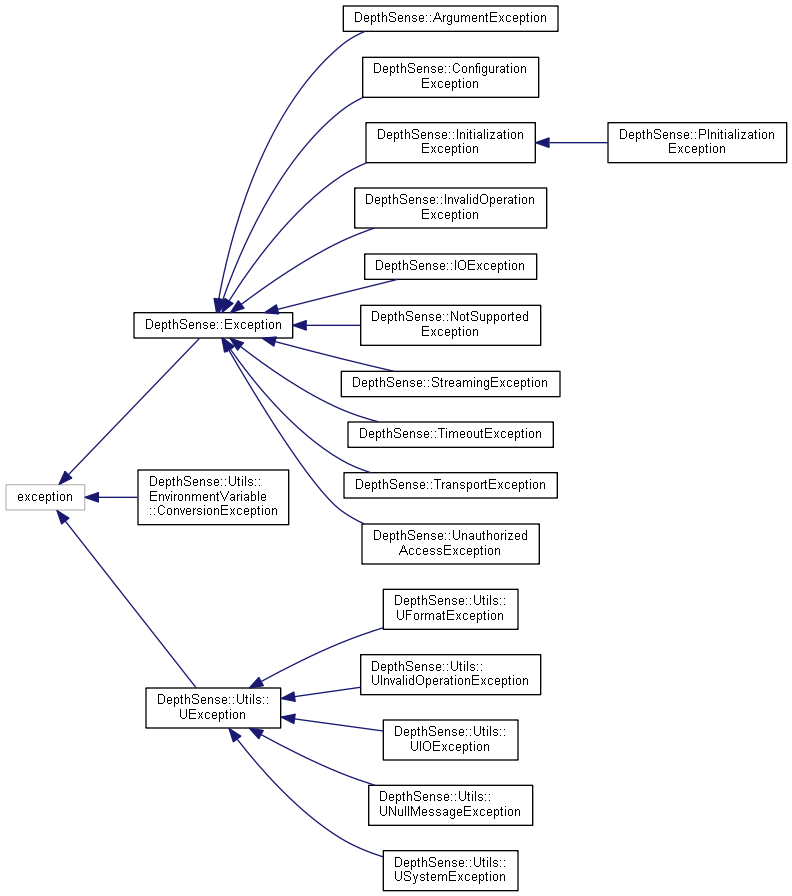 DepthSense::ArgumentException
DepthSense::Configuration
Exception
DepthSense::Initialization
Exception
DepthSense::PInitialization
Exception
DepthSense::InvalidOperation
Exception
DepthSense::IOException
DepthSense::Exception
DepthSense::NotSupported
Exception
DepthSense::StreamingException
DepthSense::TimeoutException
DepthSense::TransportException
DepthSense::Unauthorized
AccessException
exception
DepthSense::Utils::
EnvironmentVariable
::ConversionException
DepthSense::Utils::
UException
DepthSense::Utils::
UFormatException
DepthSense::Utils::
UInvalidOperationException
DepthSense::Utils::
UIOException
DepthSense::Utils::
UNullMessageException
DepthSense::Utils::
USystemException